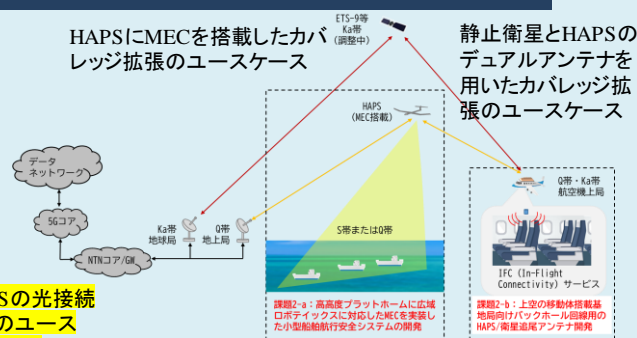 HAPSにMECを搭載したカバ
レッジ拡張のユースケース
ETS-9等
Ka帯
(調整中)
静止衛星とHAPSの
デュアルアンテナを
用いたカバレッジ拡
張のユースケース
HAPS
(MEC搭載)
データ
ネットワーク
5Gコア
NTNコア/GW
Ka帯
地球局
Q帯
地上局
S帯またはQ帯
Q帯・Ka帯
航空機上局
IFC (In-Flight
Connectivity) サービス
Sの光接続
のユース
課題2-a：高高度プラットホームに広域
ロボティックスに対応したMECを実装し
た小型船舶航行安全システムの開発
課題2-b：上空の移動体搭載基
地局向けバックホール回線用の
HAPS/衛星追尾アンテナ開発